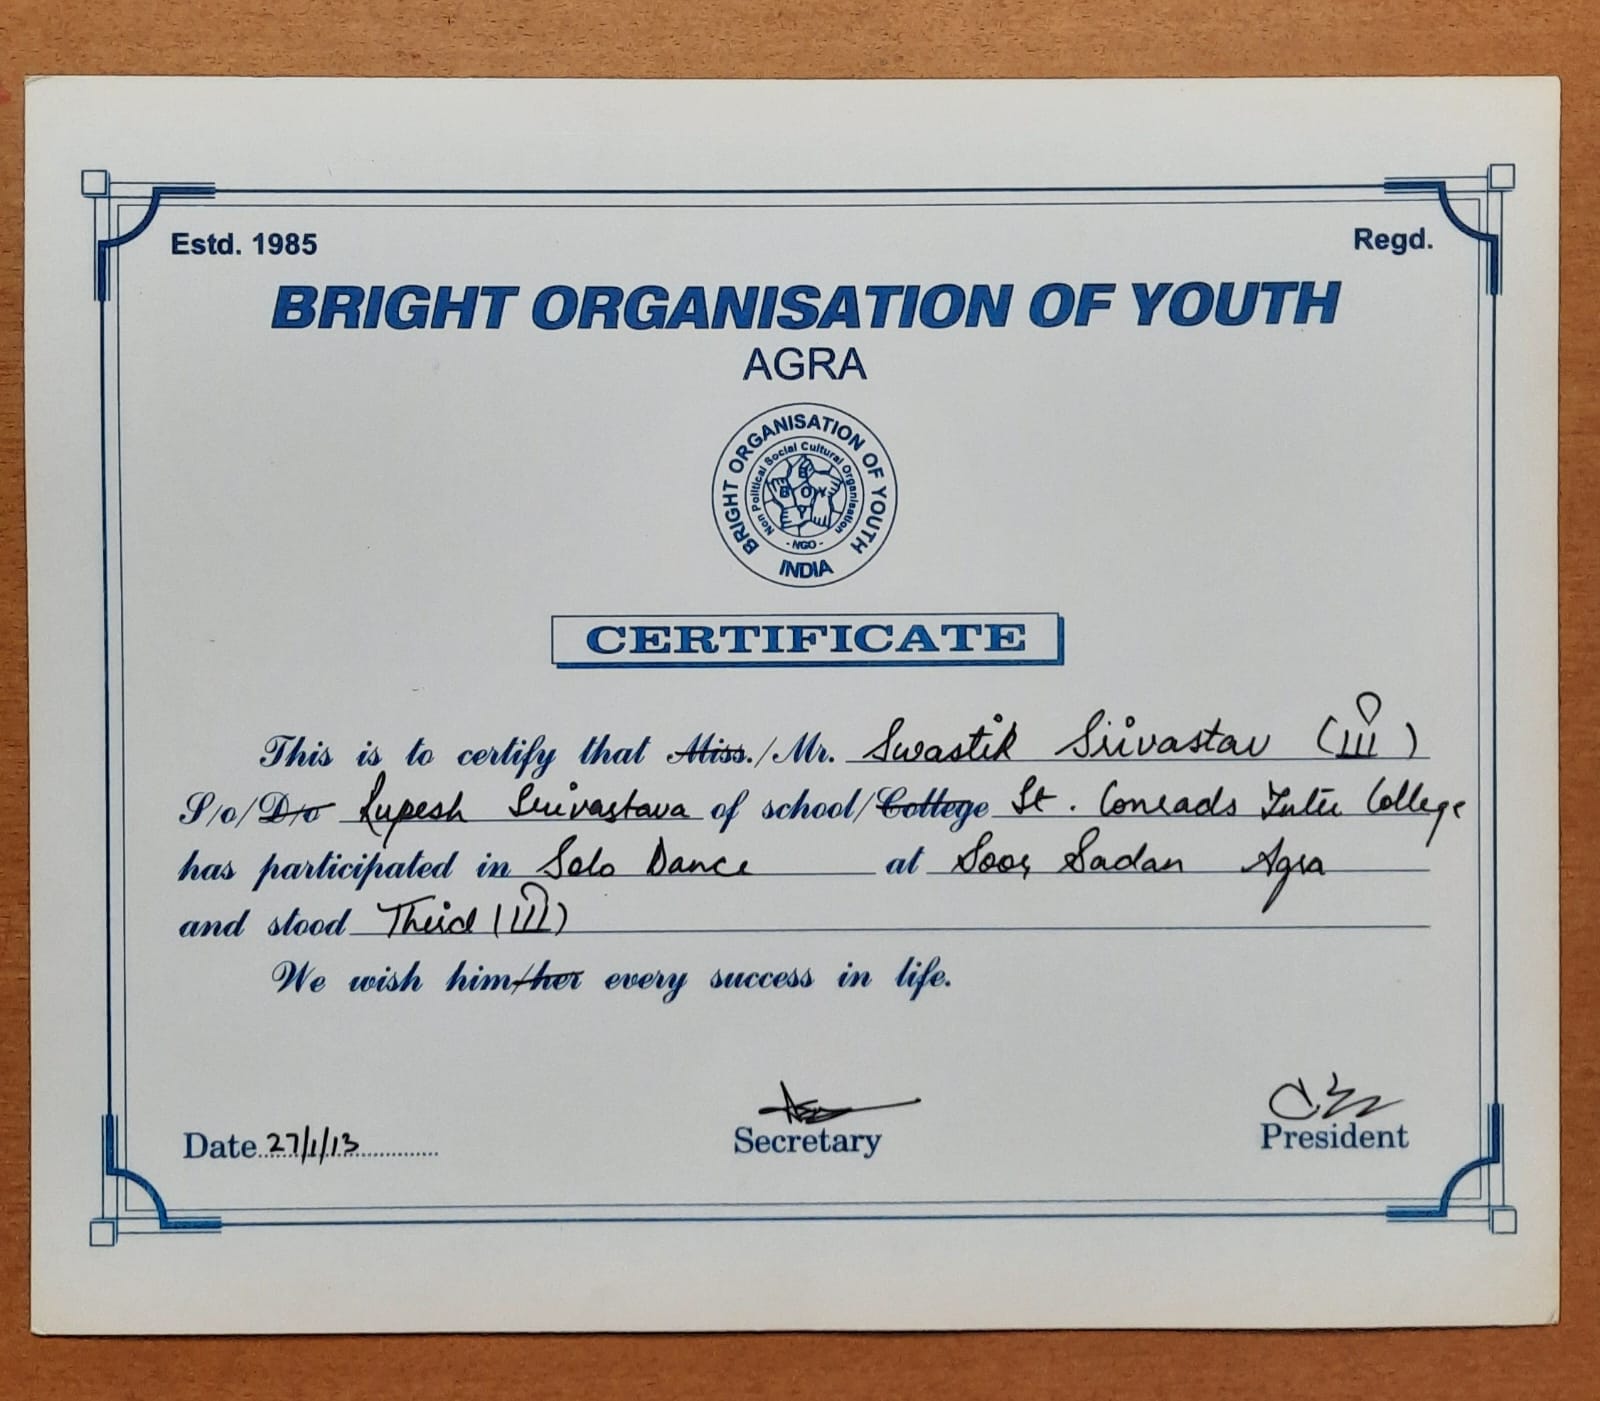 Estd. 1985
Regd.
BRIGHT ORGANISATION OF YOUTH
AGRA
BRIGHT ORGANISATION OF YOUTH
Non Political Social Cultural Organisation
B
B O Y
Y
- NGO -
INDIA
CERTIFICATE
This is to certify that Miss./Mr. Swastik Srivastav (III)
S/o/D/o Rupesh Srivastava of school/College St. Conrads Inter College
has participated in Solo Dance at Soor Sadan Agra
and stood Third (III)
We wish him/her every success in life.
Date 27/1/13
Secretary
President